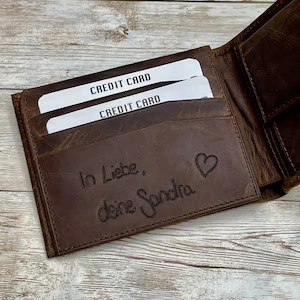 CREDIT CARD
CREDIT CARD
In Liebe,
deine Sandra